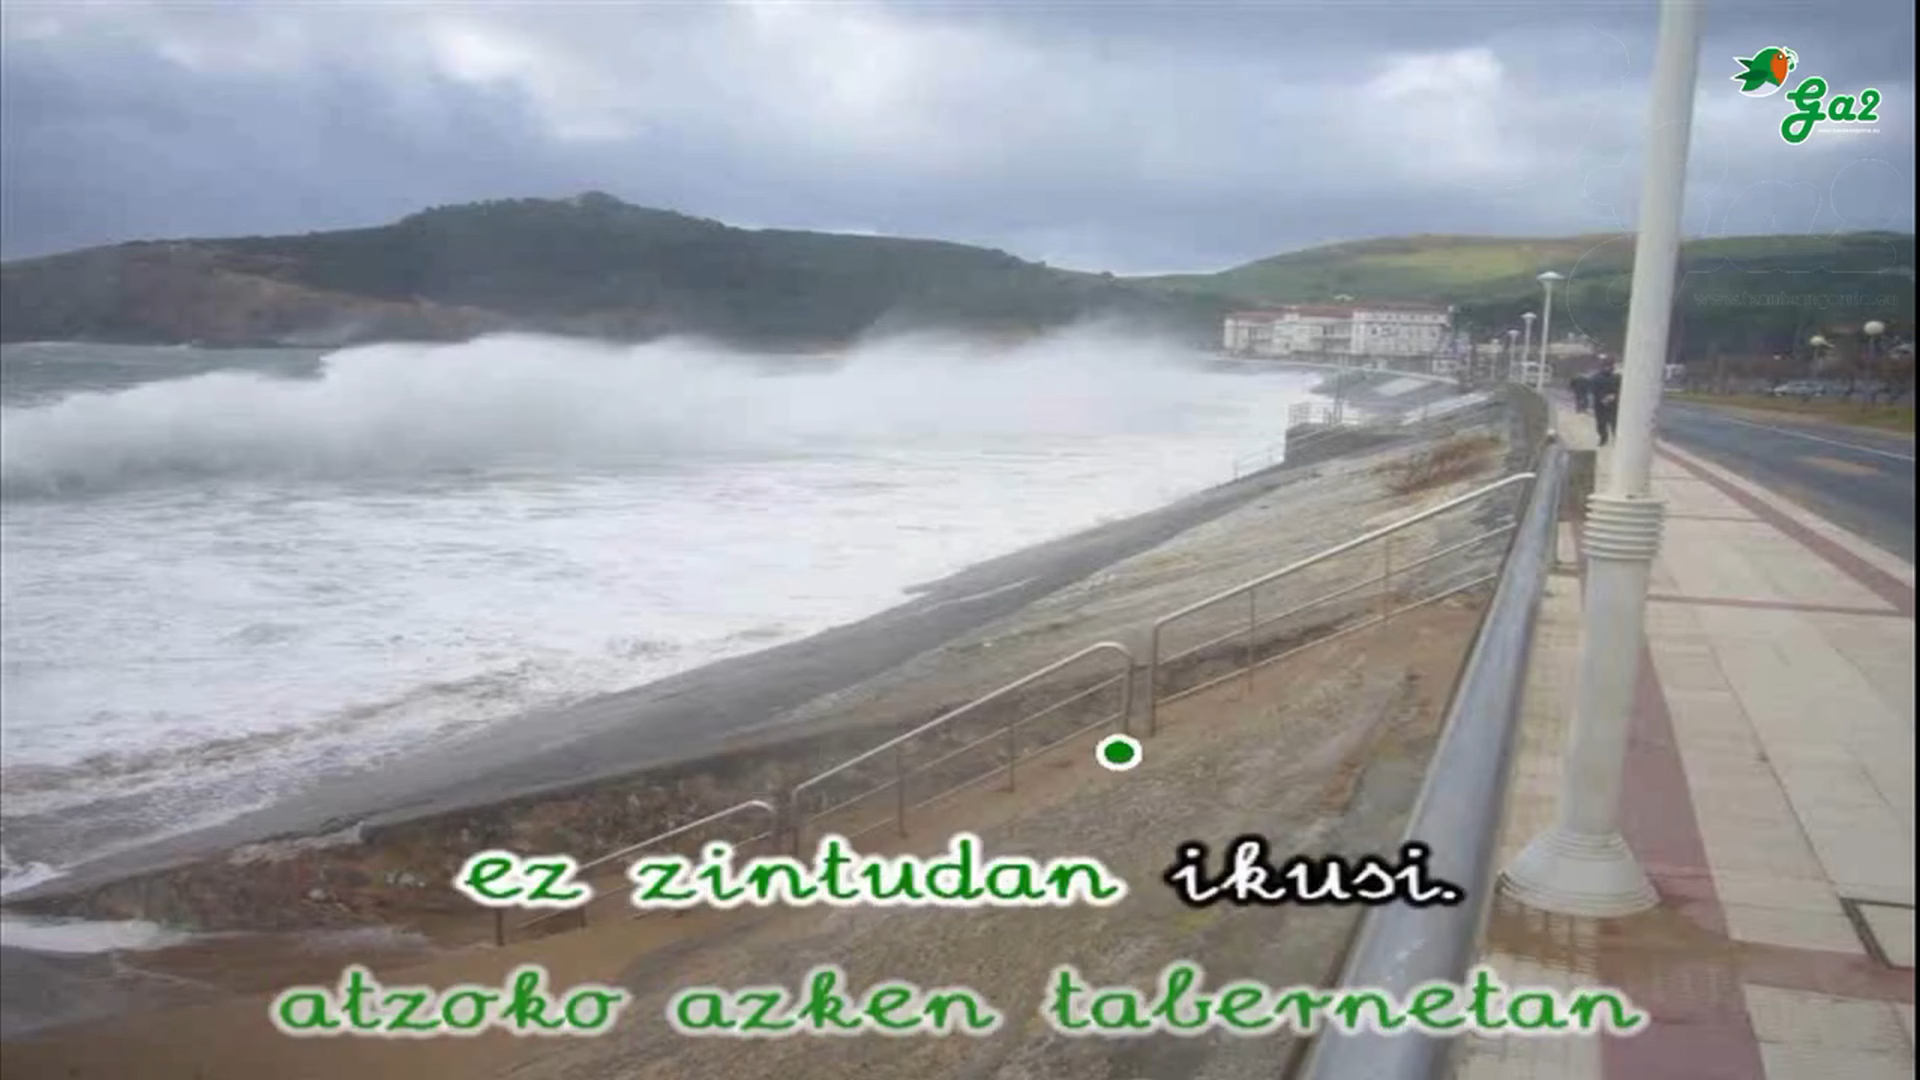 Ga2
ez zintudan ikusi.
atzoko azken tabernetan